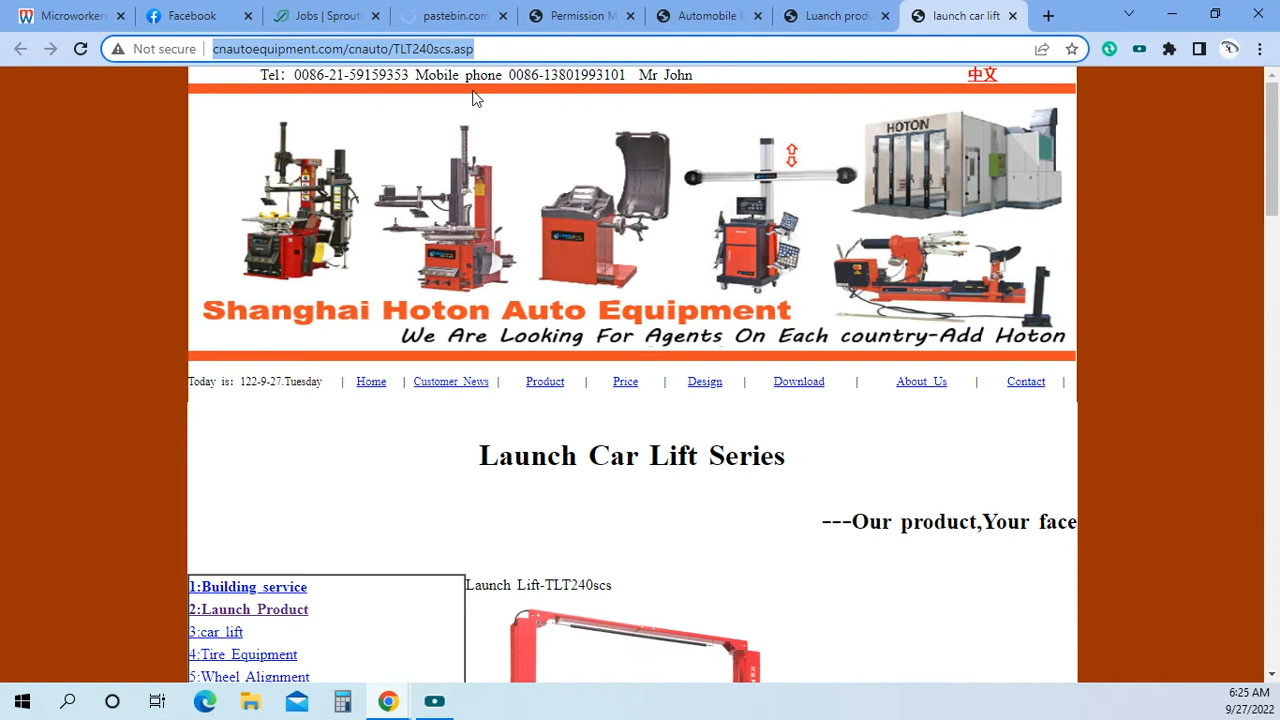 Microworkers
Facebook
Jobs | Sprout
pastebin.com
Permission M
Automobile l
Luanch produ
launch car lift
Not secure
cnautoequipment.com/cnauto/TLT240scs.asp
Tel: 0086-21-59159353 Mobile phone 0086-13801993101 Mr John
中文
HOTON
Shanghai Hoton Auto Equipment
We Are Looking For Agents On Each country-Add Hoton
Today is: 122-9-27.Tuesday | Home | Customer News | Product | Price | Design | Download | About Us | Contact |
Launch Car Lift Series
---Our product,Your face
1:Building service
2:Launch Product
3:car lift
4:Tire Equipment
5:Wheel Alignment
Launch Lift-TLT240scs
6:25 AM
9/27/2022